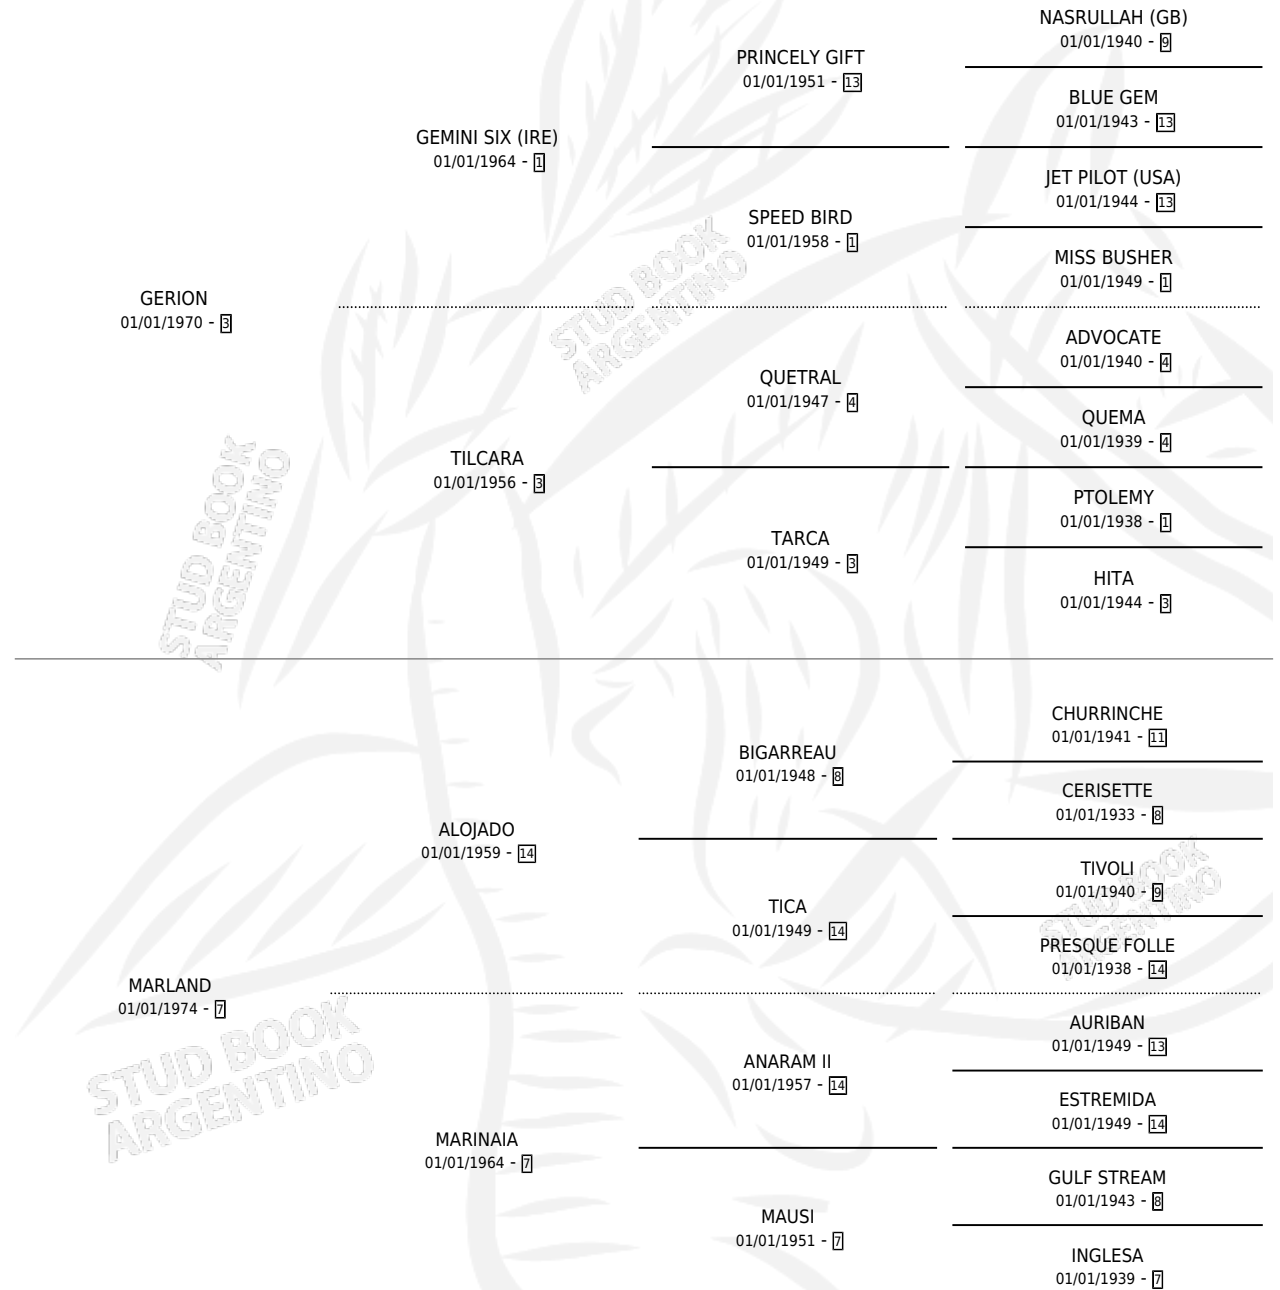 NASRULLAH (GB)
01/01/1940 - 9
PRINCELY GIFT
01/01/1951 - 13
BLUE GEM
01/01/1943 - 13
GEMINI SIX (IRE)
01/01/1964 - 1
JET PILOT (USA)
01/01/1944 - 13
SPEED BIRD
01/01/1958 - 1
MISS BUSHER
01/01/1949 - 1
GERION
01/01/1970 - 3
ADVOCATE
01/01/1940 - 4
QUETRAL
01/01/1947 - 4
QUEMA
01/01/1939 - 4
TILCARA
01/01/1956 - 3
PTOLEMY
01/01/1938 - 1
TARCA
01/01/1949 - 3
HITA
01/01/1944 - 3
STUD BOOK
ARGENTINO
STUD BOOK
ARGENTINO
CHURRINCHE
01/01/1941 - 11
BIGARREAU
01/01/1948 - 8
CERISETTE
01/01/1933 - 8
ALOJADO
01/01/1959 - 14
TIVOLI
01/01/1940 - 9
TICA
01/01/1949 - 14
PRESQUE FOLLE
01/01/1938 - 14
STUD BOOK
ARGENTINO
MARLAND
01/01/1974 - 7
AURIBAN
01/01/1949 - 13
ANARAM II
01/01/1957 - 14
ESTREMIDA
01/01/1949 - 14
STUD BOOK
ARGENTINO
MARINAIA
01/01/1964 - 7
GULF STREAM
01/01/1943 - 8
MAUSI
01/01/1951 - 7
INGLESA
01/01/1939 - 7